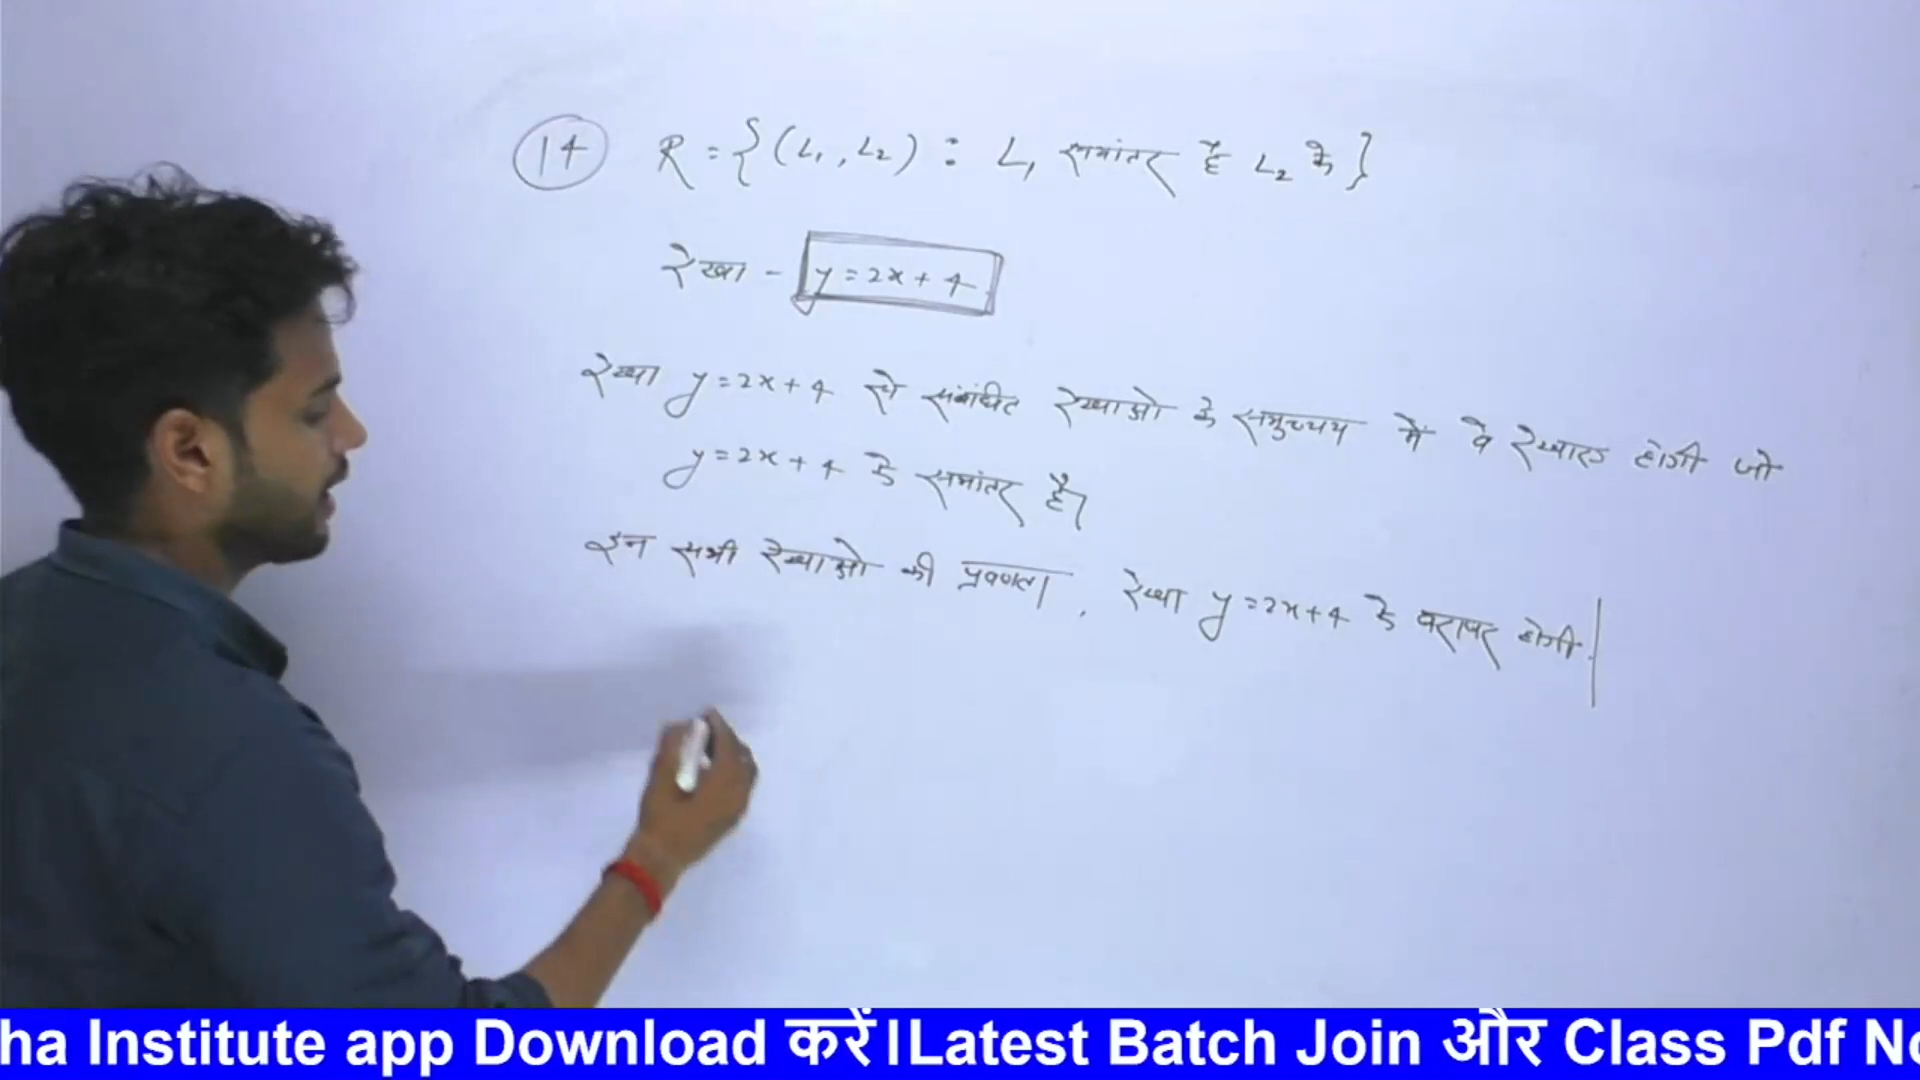 14 R = {(L₁, L₂) : L₁ समांतर है L₂ के}
रेखा - y = 2x + 4
रेखा y = 2x + 4 से संबंधित रेखाओ के समुच्चय में वे रेखाए होगी जो
y = 2x + 4 के समांतर है।
इन सभी रेखाओ की प्रवणता, रेखा y = 2x + 4 के बराबर होगी
ha Institute app Download करें।Latest Batch Join और Class Pdf No